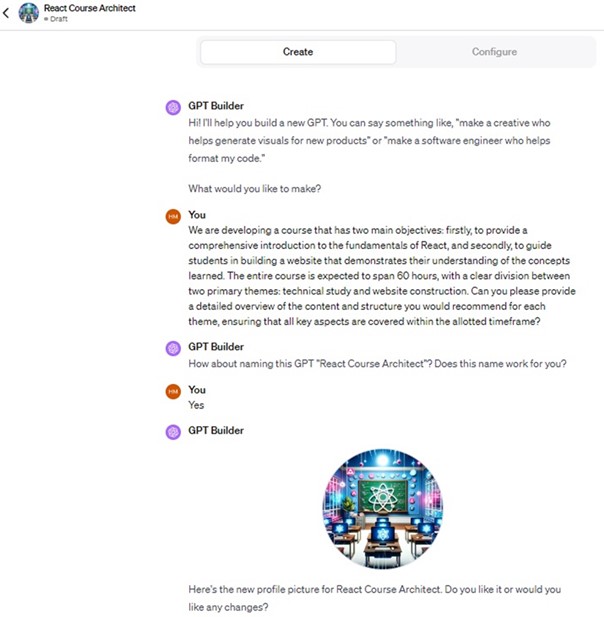 React Course Architect
Draft
Create
Configure
GPT Builder
Hi! I'll help you build a new GPT. You can say something like, "make a creative who
helps generate visuals for new products" or "make a software engineer who helps
format my code."
What would you like to make?
HM
You
We are developing a course that has two main objectives: firstly, to provide a
comprehensive introduction to the fundamentals of React, and secondly, to guide
students in building a website that demonstrates their understanding of the concepts
learned. The entire course is expected to span 60 hours, with a clear division between
two primary themes: technical study and website construction. Can you please provide
a detailed overview of the content and structure you would recommend for each
theme, ensuring that all key aspects are covered within the allotted timeframe?
GPT Builder
How about naming this GPT "React Course Architect"? Does this name work for you?
HM
You
Yes
GPT Builder
Here's the new profile picture for React Course Architect. Do you like it or would you
like any changes?